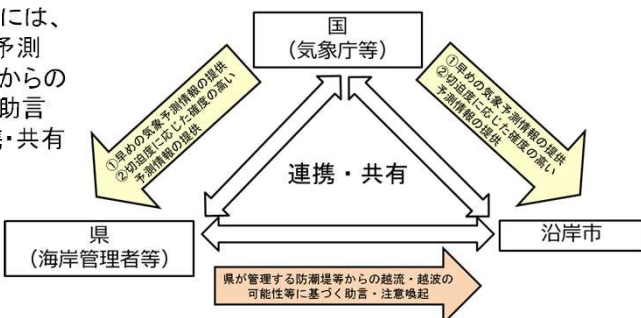 には、
予測
からの
助言
・共有
国
（気象庁等）
①早めの気象予測情報の提供
②切迫度に応じた確度の高い
予測情報の提供
①早めの気象予測情報の提供
②切迫度に応じた確度の高い
予測情報の提供
連携・共有
県
（海岸管理者等）
沿岸市
県が管理する防潮堤等からの越流・越波の
可能性等に基づく助言・注意喚起